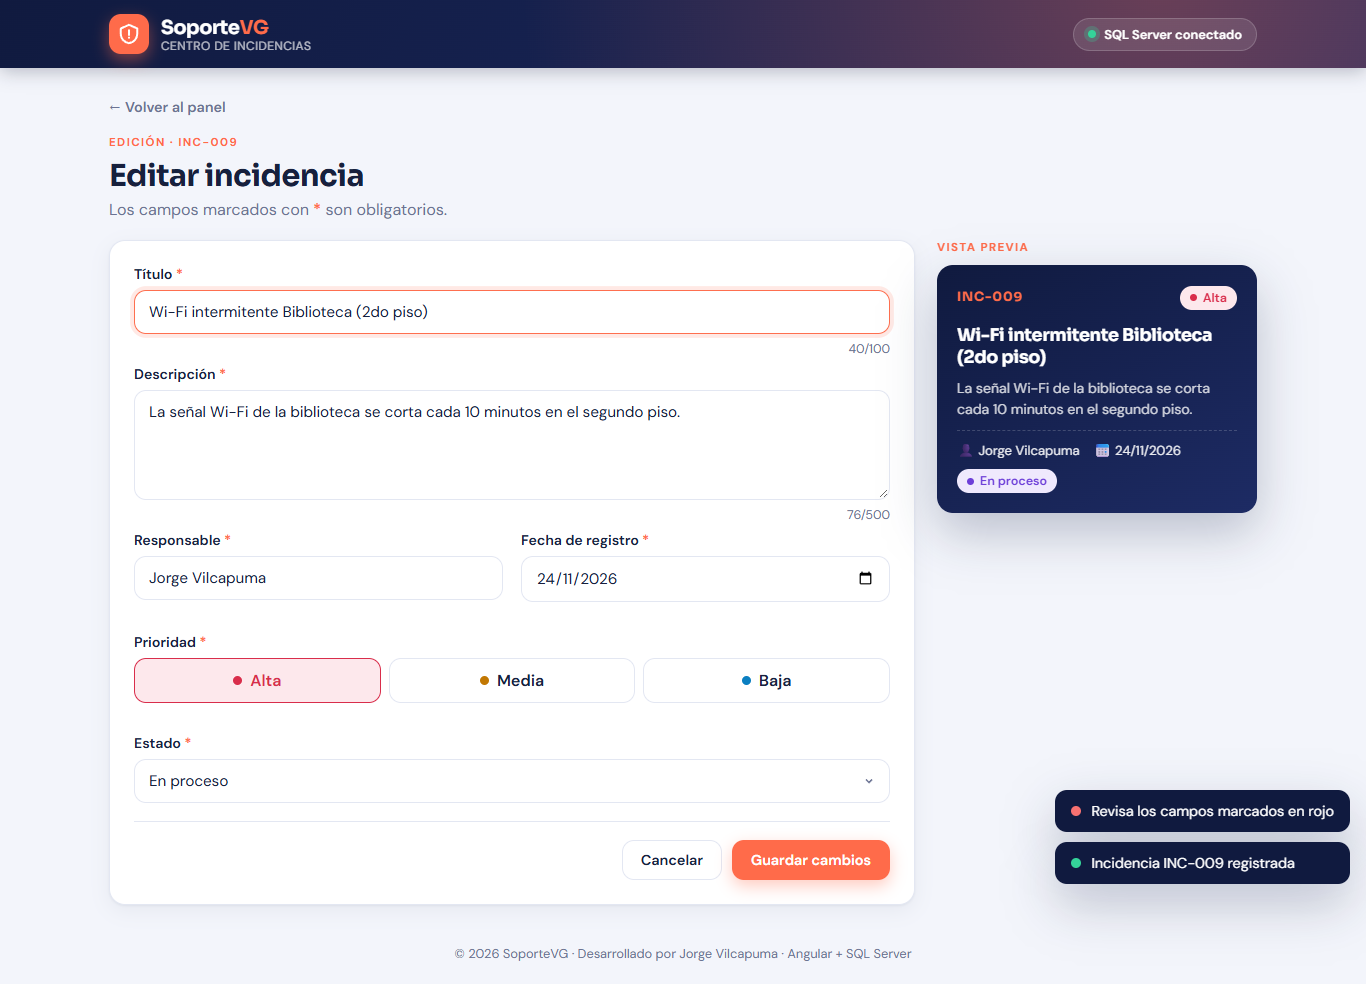 SoporteVG
CENTRO DE INCIDENCIAS
SQL Server conectado
← Volver al panel
EDICIÓN · INC-009
Editar incidencia
Los campos marcados con * son obligatorios.
Título *
Wi-Fi intermitente Biblioteca (2do piso)
40/100
Descripción *
La señal Wi-Fi de la biblioteca se corta cada 10 minutos en el segundo piso.
76/500
Responsable *
Jorge Vilcapuma
Fecha de registro *
24/11/2026
Prioridad *
Alta
Media
Baja
Estado *
En proceso
Cancelar
Guardar cambios
VISTA PREVIA
INC-009
Alta
Wi-Fi intermitente Biblioteca
(2do piso)
La señal Wi-Fi de la biblioteca se corta
cada 10 minutos en el segundo piso.
Jorge Vilcapuma
24/11/2026
En proceso
Revisa los campos marcados en rojo
Incidencia INC-009 registrada
© 2026 SoporteVG · Desarrollado por Jorge Vilcapuma · Angular + SQL Server